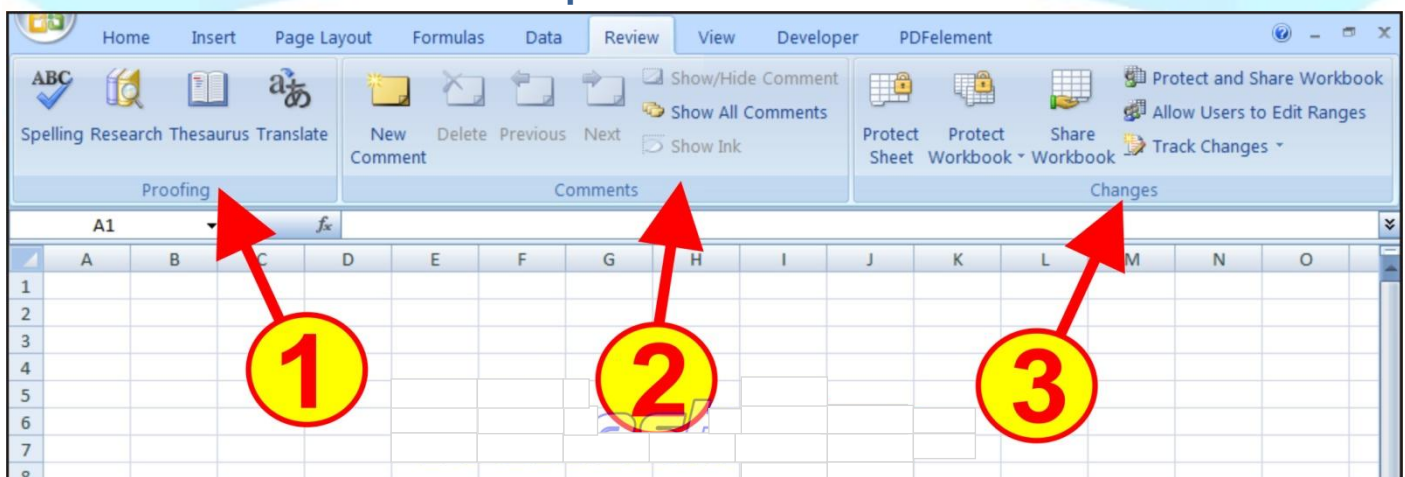 Home Insert Page Layout Formulas Data Review View Developer PDFelement
ABC
Spelling Research Thesaurus Translate
New Comment
Delete Previous Next
Show/Hide Comment
Show All Comments
Show Ink
Protect Sheet
Protect Workbook
Share Workbook
Protect and Share Workbook
Allow Users to Edit Ranges
Track Changes
Proofing Comments Changes
A1 fx
A B C D E F G H I J K L M N O
1
2
3
4
5
6
7
8
1 2 3